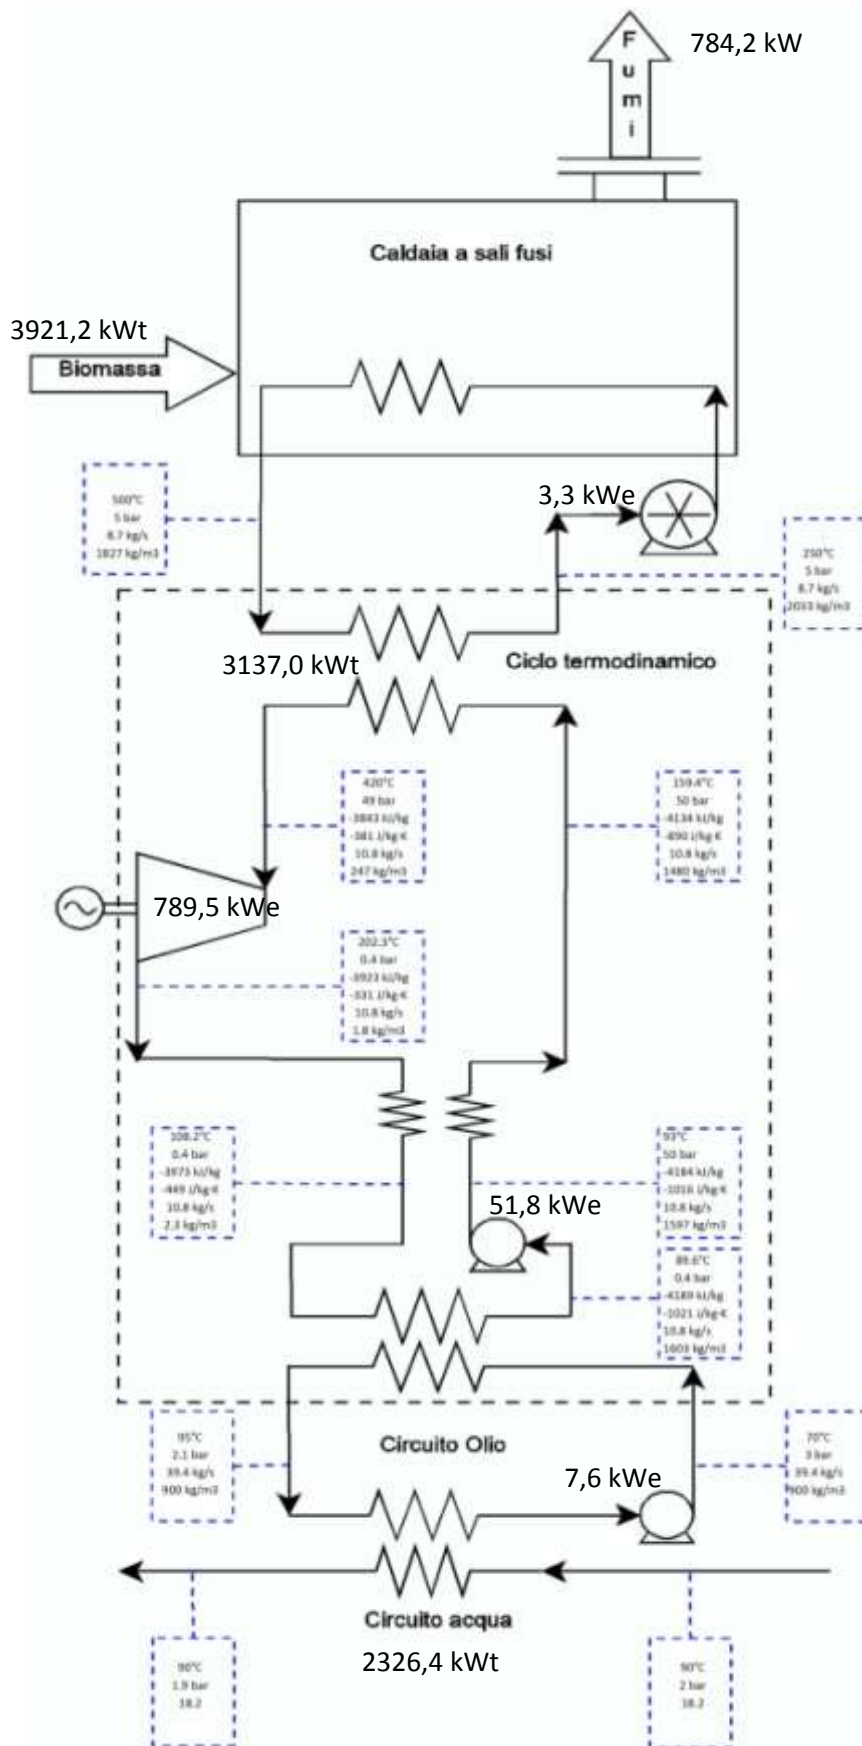 Fumi
784,2 kW
Caldaia a sali fusi
3921,2 kWt
Biomassa
3,3 kWe
500°C
5 bar
8.7 kg/s
1827 kg/m3
250°C
5 bar
8.7 kg/s
2033 kg/m3
3137,0 kWt
Ciclo termodinamico
420°C
49 bar
-3843 kJ/kg
-381 J/kg·K
10.8 kg/s
247 kg/m3
159.4°C
50 bar
-4134 kJ/kg
-890 J/kg·K
10.8 kg/s
1480 kg/m3
789,5 kWe
202.3°C
0.4 bar
-3923 kJ/kg
-331 J/kg·K
10.8 kg/s
1.8 kg/m3
108.2°C
0.4 bar
-3973 kJ/kg
-449 J/kg·K
10.8 kg/s
2.3 kg/m3
93°C
50 bar
-4184 kJ/kg
-1016 J/kg·K
10.8 kg/s
1597 kg/m3
51,8 kWe
89.6°C
0.4 bar
-4189 kJ/kg
-1021 J/kg·K
10.8 kg/s
1603 kg/m3
95°C
2.1 bar
39.4 kg/s
900 kg/m3
Circuito Olio
7,6 kWe
70°C
3 bar
39.4 kg/s
900 kg/m3
Circuito acqua
2326,4 kWt
90°C
1.9 bar
18.2
2 bar
18.2